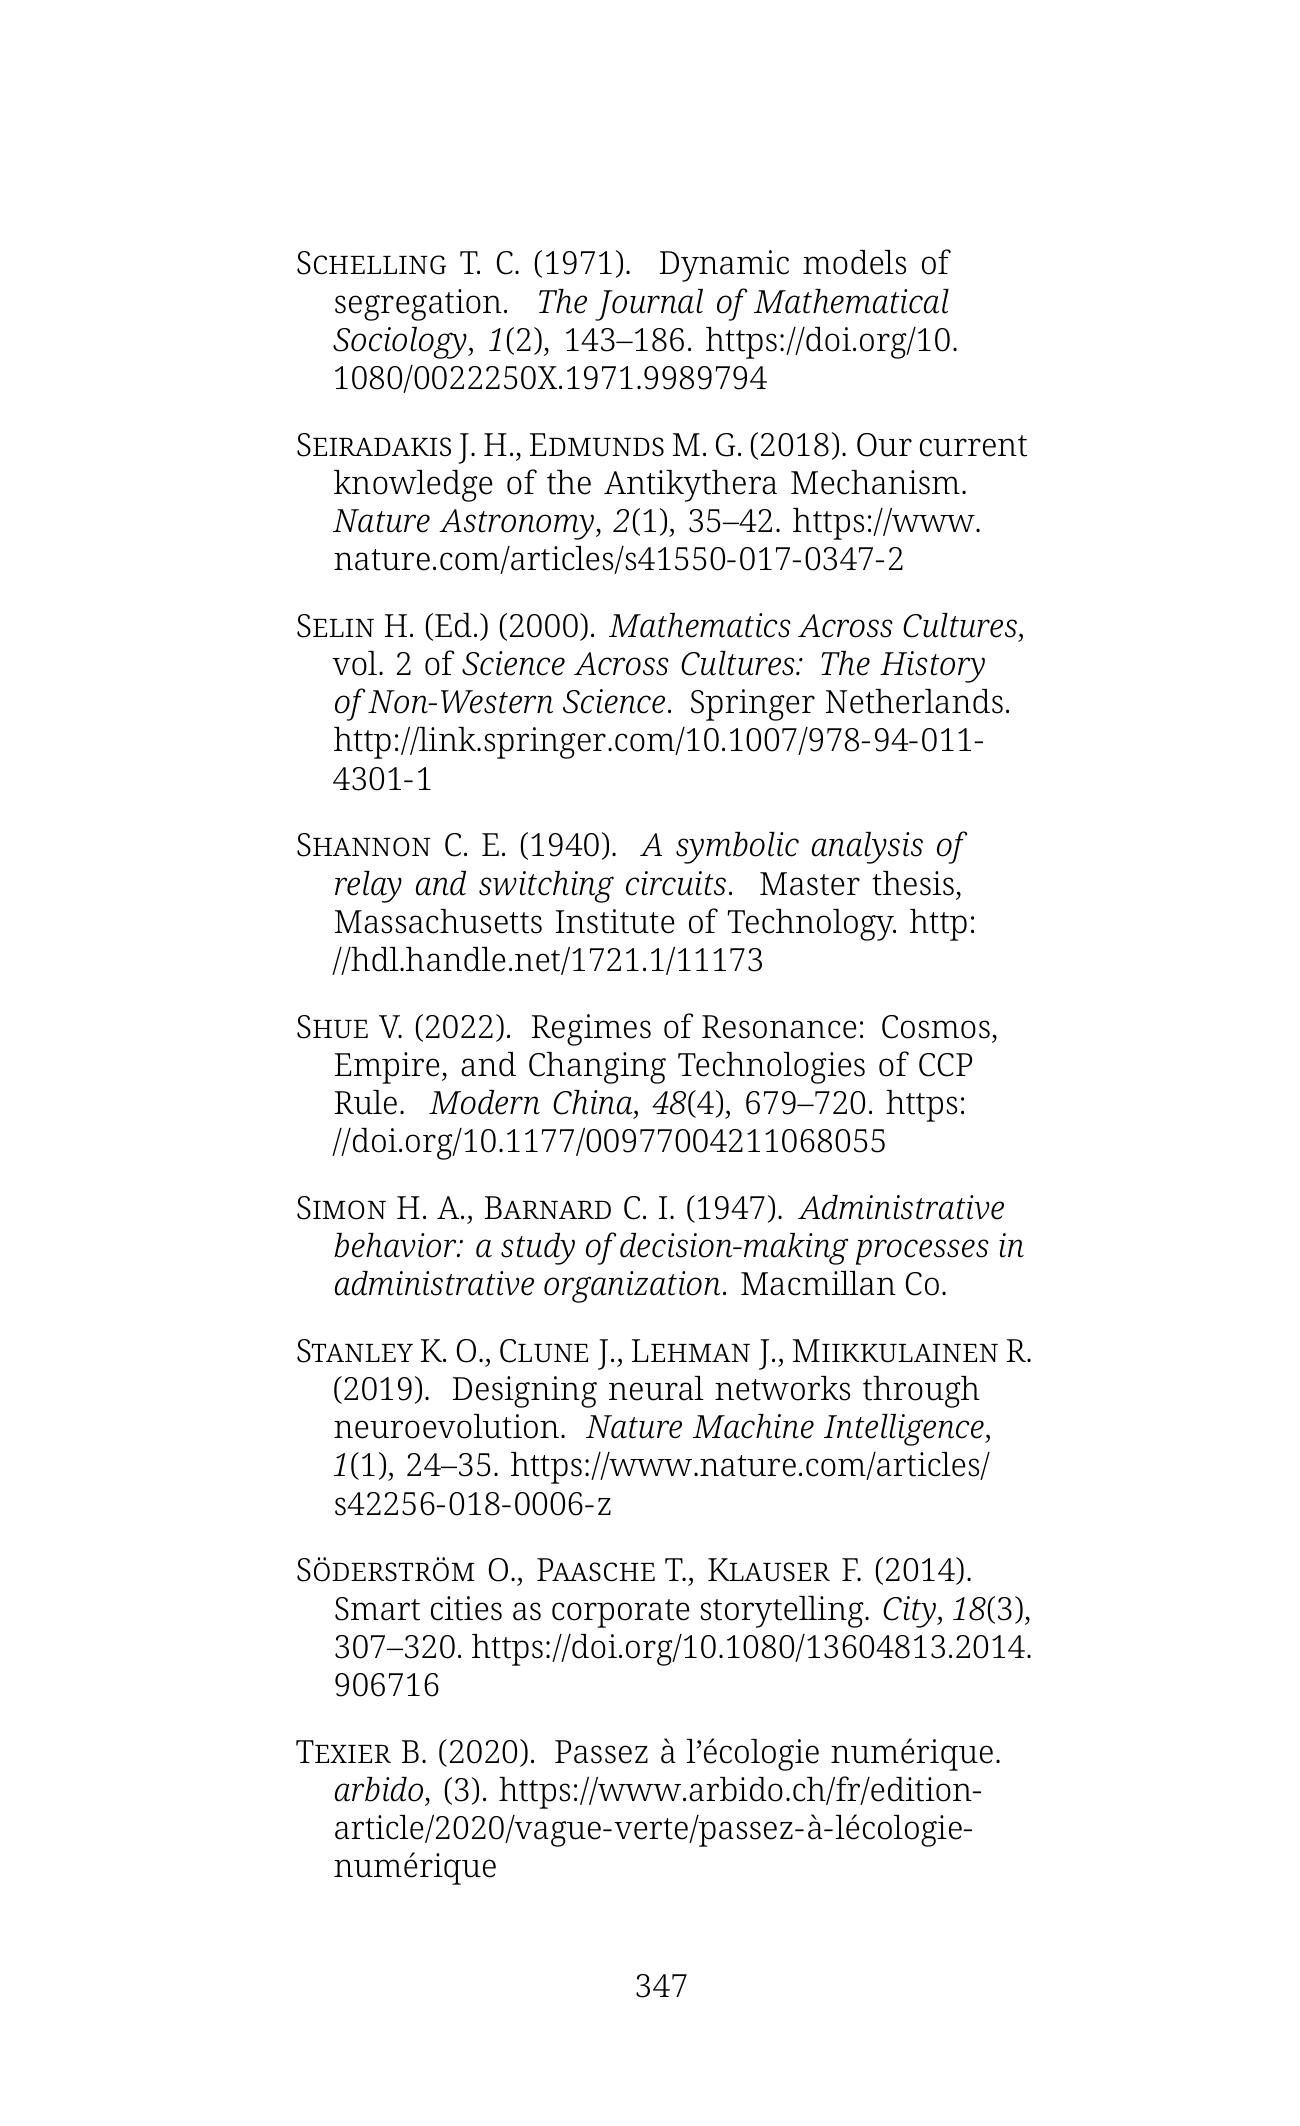 SCHELLING T. C. (1971). Dynamic models of
segregation. The Journal of Mathematical
Sociology, 1(2), 143–186. https://doi.org/10.
1080/0022250X.1971.9989794
SEIRADAKIS J. H., EDMUNDS M. G. (2018). Our current
knowledge of the Antikythera Mechanism.
Nature Astronomy, 2(1), 35–42. https://www.
nature.com/articles/s41550-017-0347-2
SELIN H. (Ed.) (2000). Mathematics Across Cultures,
vol. 2 of Science Across Cultures: The History
of Non-Western Science. Springer Netherlands.
http://link.springer.com/10.1007/978-94-011-
4301-1
SHANNON C. E. (1940). A symbolic analysis of
relay and switching circuits. Master thesis,
Massachusetts Institute of Technology. http:
//hdl.handle.net/1721.1/11173
SHUE V. (2022). Regimes of Resonance: Cosmos,
Empire, and Changing Technologies of CCP
Rule. Modern China, 48(4), 679–720. https:
//doi.org/10.1177/00977004211068055
SIMON H. A., BARNARD C. I. (1947). Administrative
behavior: a study of decision-making processes in
administrative organization. Macmillan Co.
STANLEY K. O., CLUNE J., LEHMAN J., MIIKKULAINEN R.
(2019). Designing neural networks through
neuroevolution. Nature Machine Intelligence,
1(1), 24–35. https://www.nature.com/articles/
s42256-018-0006-z
SÖDERSTRÖM O., PAASCHE T., KLAUSER F. (2014).
Smart cities as corporate storytelling. City, 18(3),
307–320. https://doi.org/10.1080/13604813.2014.
906716
TEXIER B. (2020). Passez à l’écologie numérique.
arbido, (3). https://www.arbido.ch/fr/edition-
article/2020/vague-verte/passez-à-lécologie-
numérique
347